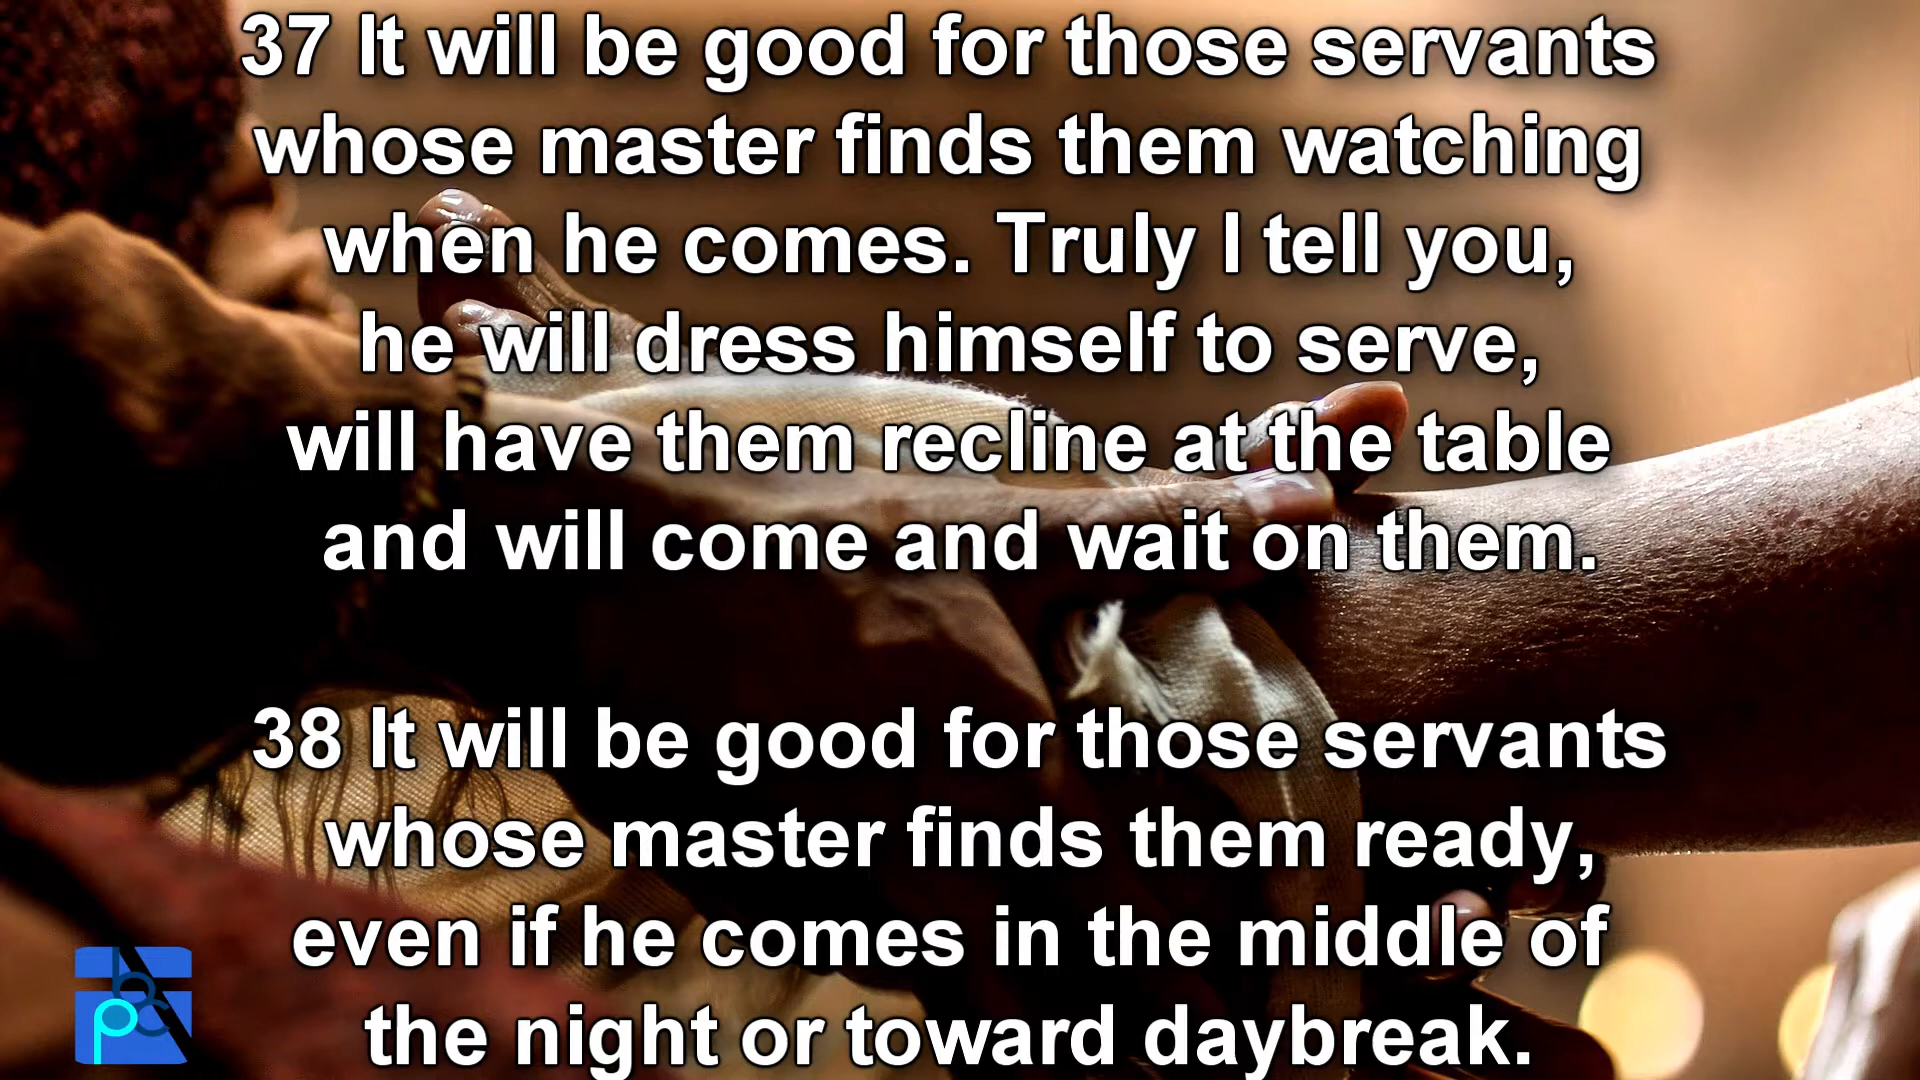 37 It will be good for those servants
whose master finds them watching
when he comes. Truly I tell you,
he will dress himself to serve,
will have them recline at the table
and will come and wait on them.
38 It will be good for those servants
whose master finds them ready,
even if he comes in the middle of
the night or toward daybreak.
pbc